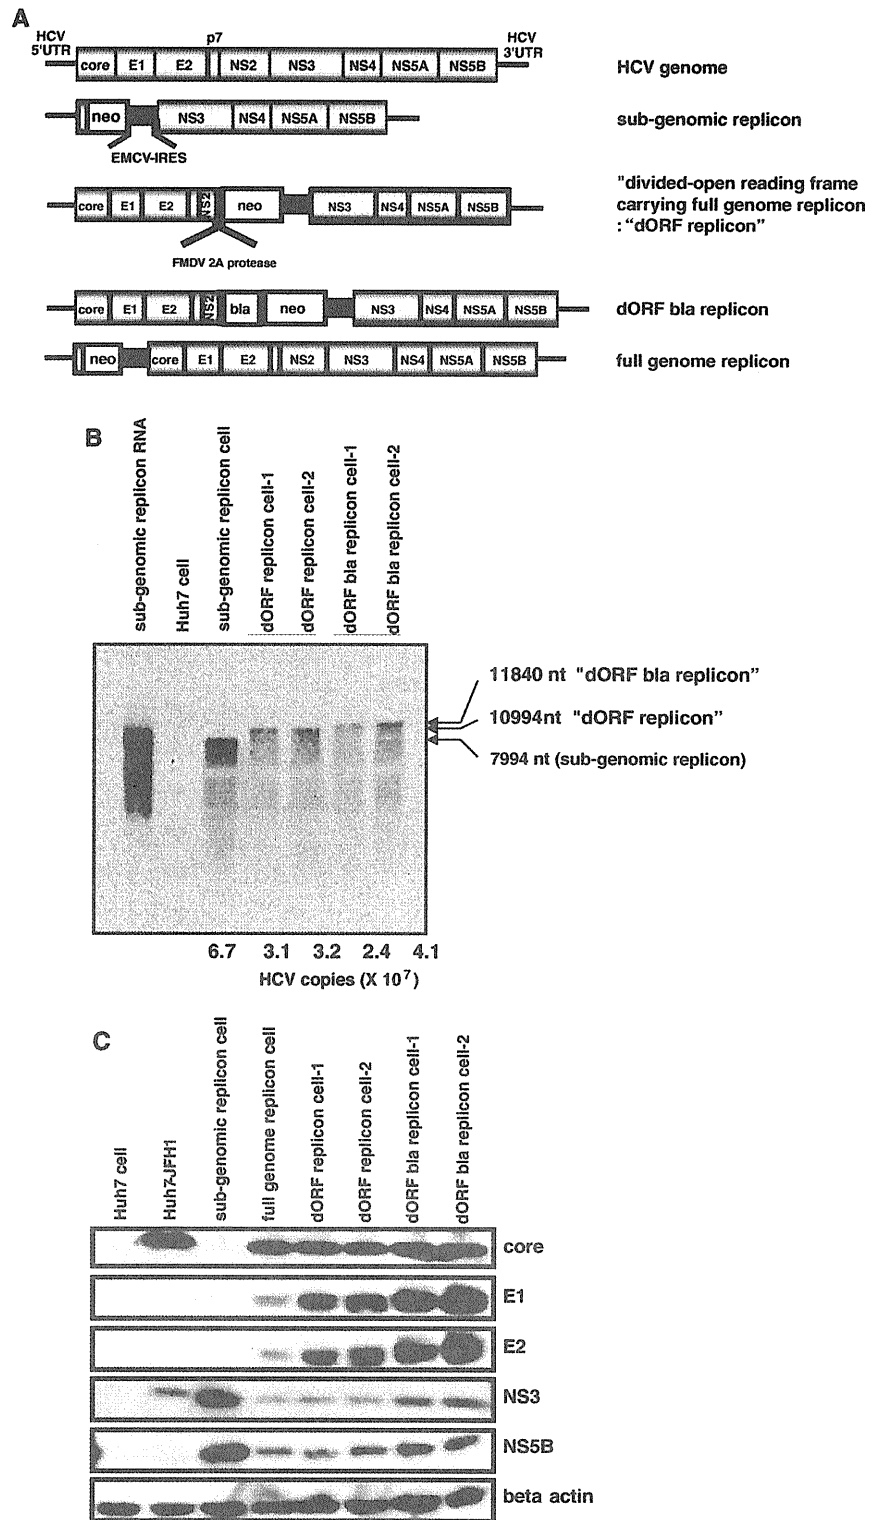 A
HCV 5'UTR
p7
HCV 3'UTR
core E1 E2 NS2 NS3 NS4 NS5A NS5B
HCV genome
neo NS3 NS4 NS5A NS5B
sub-genomic replicon
EMCV-IRES
"divided-open reading frame
carrying full genome replicon
:"dORF replicon"
core E1 E2 NS2 neo NS3 NS4 NS5A NS5B
FMDV 2A protease
core E1 E2 NS2 bla neo NS3 NS4 NS5A NS5B
dORF bla replicon
neo core E1 E2 NS2 NS3 NS4 NS5A NS5B
full genome replicon
B
sub-genomic replicon RNA
Huh7 cell
sub-genomic replicon cell
dORF replicon cell-1
dORF replicon cell-2
dORF bla replicon cell-1
dORF bla replicon cell-2
11840 nt "dORF bla replicon"
10994nt "dORF replicon"
7994 nt (sub-genomic replicon)
6.7 3.1 3.2 2.4 4.1
HCV copies (X 10⁷)
C
Huh7 cell
Huh7-JFH1
sub-genomic replicon cell
full genome replicon cell
dORF replicon cell-1
dORF replicon cell-2
dORF bla replicon cell-1
dORF bla replicon cell-2
core
E1
E2
NS3
NS5B
beta actin